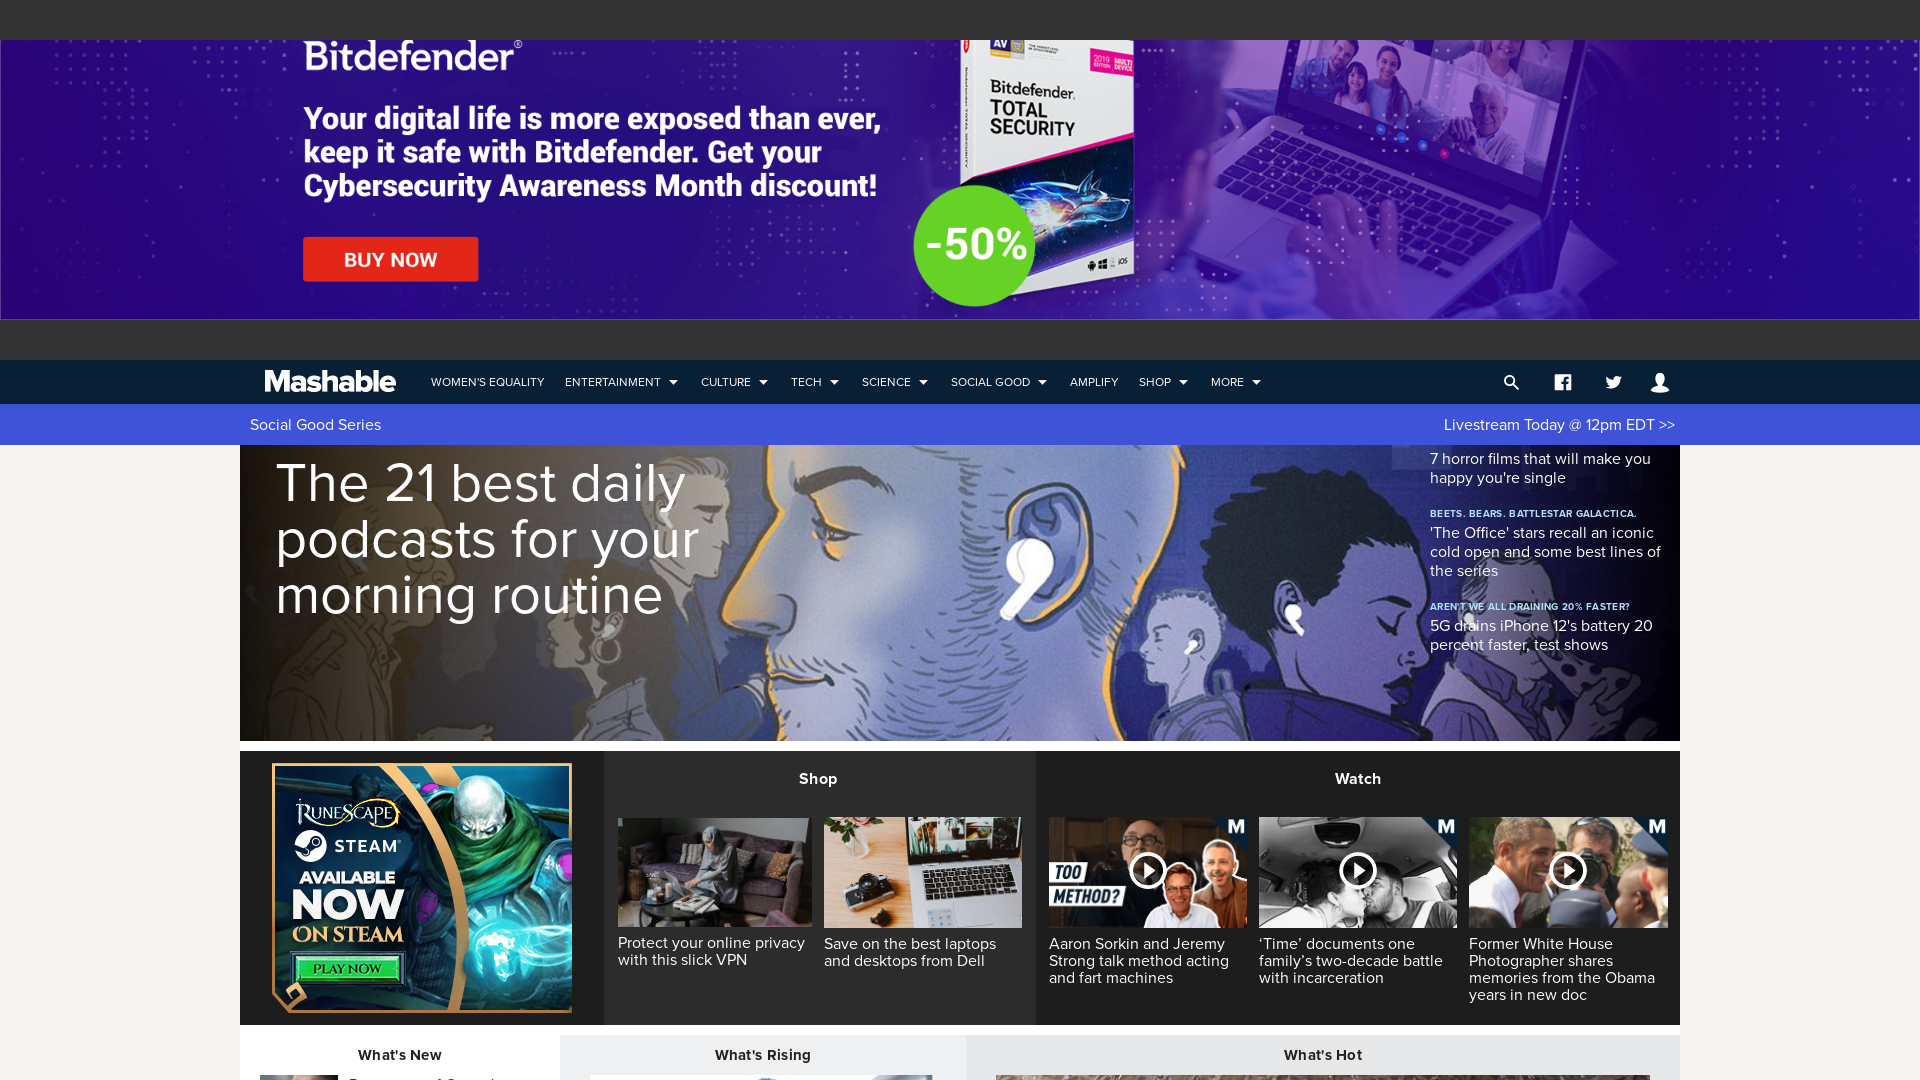 Bitdefender®
Your digital life is more exposed than ever,
keep it safe with Bitdefender. Get your
Cybersecurity Awareness Month discount!
BUY NOW
AV
2019
EDITION
MULTI
DEVICE
Bitdefender
TOTAL
SECURITY
-50%
iOS
Mashable
WOMEN'S EQUALITY
ENTERTAINMENT
CULTURE
TECH
SCIENCE
SOCIAL GOOD
AMPLIFY
SHOP
MORE
Social Good Series
Livestream Today @ 12pm EDT >>
The 21 best daily
podcasts for your
morning routine
7 horror films that will make you
happy you're single
BEETS. BEARS. BATTLESTAR GALACTICA.
'The Office' stars recall an iconic
cold open and some best lines of
the series
AREN'T WE ALL DRAINING 20% FASTER?
5G drains iPhone 12's battery 20
percent faster, test shows
RUNESCAPE
STEAM®
AVAILABLE
NOW
ON STEAM
PLAY NOW
Shop
Protect your online privacy
with this slick VPN
Save on the best laptops
and desktops from Dell
Watch
M
TOO
METHOD?
Aaron Sorkin and Jeremy
Strong talk method acting
and fart machines
M
‘Time’ documents one
family’s two-decade battle
with incarceration
M
Former White House
Photographer shares
memories from the Obama
years in new doc
What's New
What's Rising
What's Hot